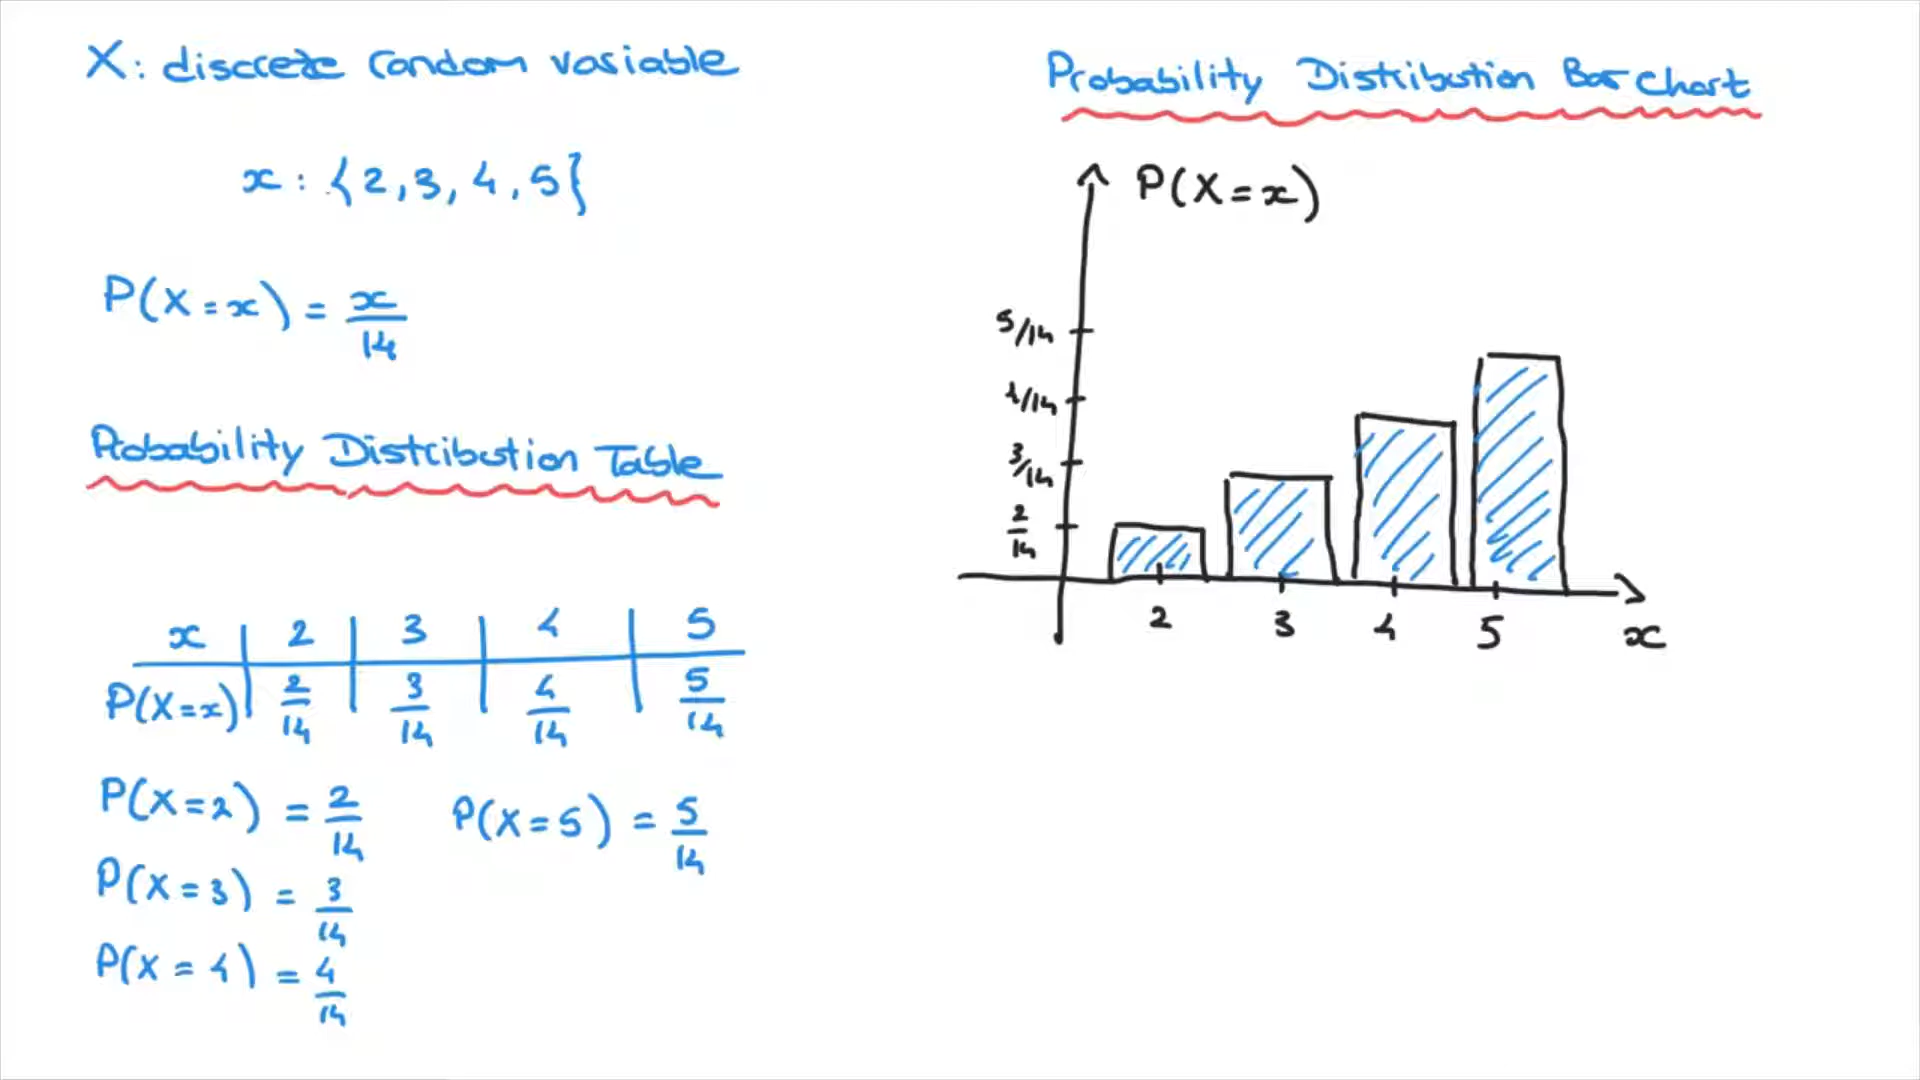 X: discrete random variable
x: {2, 3, 4, 5}
P(X=x) = x/14
Probability Distribution Table
x | 2 | 3 | 4 | 5
P(X=x) | 2/14 | 3/14 | 4/14 | 5/14
P(X=2) = 2/14
P(X=3) = 3/14
P(X=4) = 4/14
P(X=5) = 5/14
Probability Distribution Bar Chart
P(X=x)
5/14
4/14
3/14
2/14
2 3 4 5 x